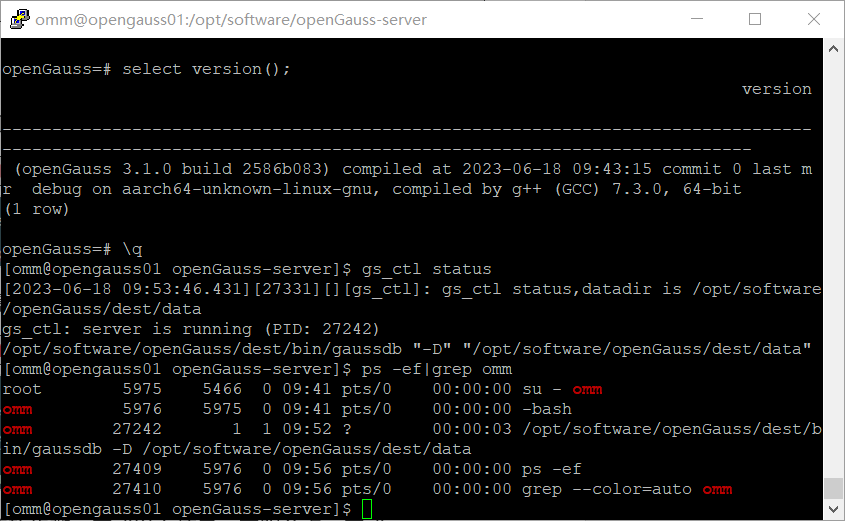 omm@opengauss01:/opt/software/openGauss-server
openGauss=# select version();
version
---------------------------------------------------------------------------------
---------------------------------------------------------------------------
(openGauss 3.1.0 build 2586b083) compiled at 2023-06-18 09:43:15 commit 0 last m
r  debug on aarch64-unknown-linux-gnu, compiled by g++ (GCC) 7.3.0, 64-bit
(1 row)
openGauss=# \q
[omm@opengauss01 openGauss-server]$ gs_ctl status
[2023-06-18 09:53:46.431][27331][][gs_ctl]: gs_ctl status,datadir is /opt/software
/openGauss/dest/data
gs_ctl: server is running (PID: 27242)
/opt/software/openGauss/dest/bin/gaussdb "-D" "/opt/software/openGauss/dest/data"
[omm@opengauss01 openGauss-server]$ ps -ef|grep omm
root        5975    5466  0 09:41 pts/0    00:00:00 su - omm
omm         5976    5975  0 09:41 pts/0    00:00:00 -bash
omm        27242       1  1 09:52 ?        00:00:03 /opt/software/openGauss/dest/b
in/gaussdb -D /opt/software/openGauss/dest/data
omm        27409    5976  0 09:56 pts/0    00:00:00 ps -ef
omm        27410    5976  0 09:56 pts/0    00:00:00 grep --color=auto omm
[omm@opengauss01 openGauss-server]$